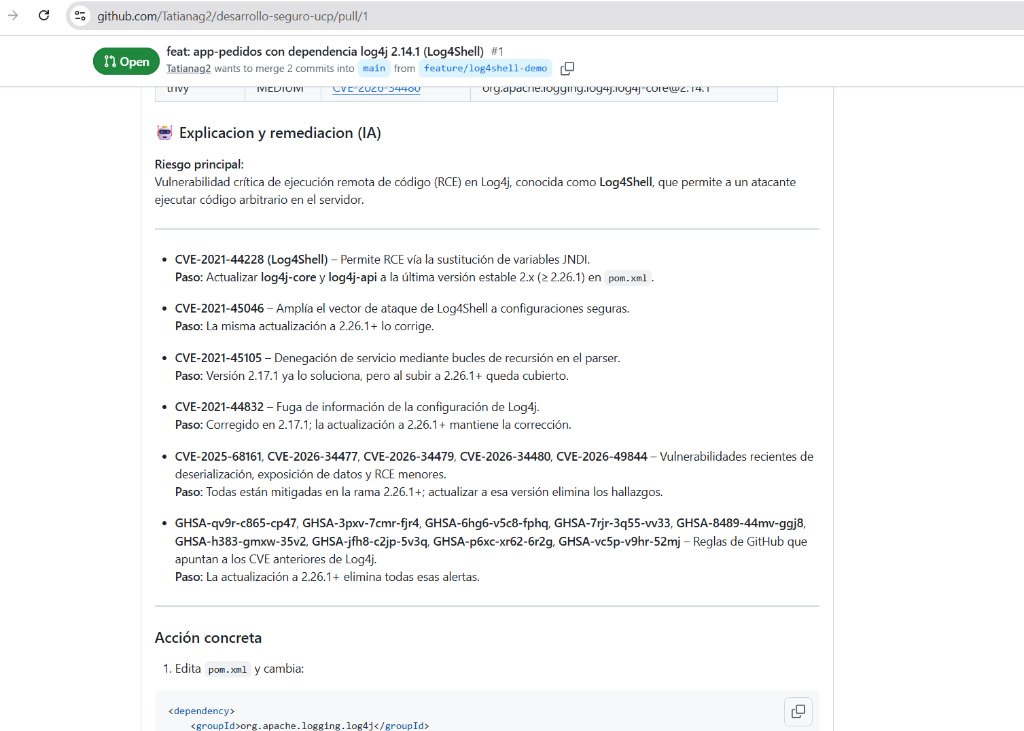 github.com/Tatianag2/desarrollo-seguro-ucp/pull/1
Open
feat: app-pedidos con dependencia log4j 2.14.1 (Log4Shell) #1
Tatianag2 wants to merge 2 commits into main from feature/log4shell-demo
trivy MEDIUM CVE-2026-34480 org.apache.logging.log4j:log4j-core@2.14.1
Explicacion y remediacion (IA)
Riesgo principal:
Vulnerabilidad crítica de ejecución remota de código (RCE) en Log4j, conocida como Log4Shell, que permite a un atacante
ejecutar código arbitrario en el servidor.
• CVE-2021-44228 (Log4Shell) – Permite RCE vía la sustitución de variables JNDI.
Paso: Actualizar log4j-core y log4j-api a la última versión estable 2.x (≥ 2.26.1) en pom.xml .
• CVE-2021-45046 – Amplía el vector de ataque de Log4Shell a configuraciones seguras.
Paso: La misma actualización a 2.26.1+ lo corrige.
• CVE-2021-45105 – Denegación de servicio mediante bucles de recursión en el parser.
Paso: Versión 2.17.1 ya lo soluciona, pero al subir a 2.26.1+ queda cubierto.
• CVE-2021-44832 – Fuga de información de la configuración de Log4j.
Paso: Corregido en 2.17.1; la actualización a 2.26.1+ mantiene la corrección.
• CVE-2025-68161, CVE-2026-34477, CVE-2026-34479, CVE-2026-34480, CVE-2026-49844 – Vulnerabilidades recientes de
deserialización, exposición de datos y RCE menores.
Paso: Todas están mitigadas en la rama 2.26.1+; actualizar a esa versión elimina los hallazgos.
• GHSA-qv9r-c865-cp47, GHSA-3pxv-7cmr-fjr4, GHSA-6hg6-v5c8-fphq, GHSA-7rjr-3q55-vv33, GHSA-8489-44mv-ggj8,
GHSA-h383-gmxw-35v2, GHSA-jfh8-c2jp-5v3q, GHSA-p6xc-xr62-6r2g, GHSA-vc5p-v9hr-52mj – Reglas de GitHub que
apuntan a los CVE anteriores de Log4j.
Paso: La actualización a 2.26.1+ elimina todas esas alertas.
Acción concreta
1. Edita pom.xml y cambia:
<dependency>
<groupId>org.apache.logging.log4j</groupId>